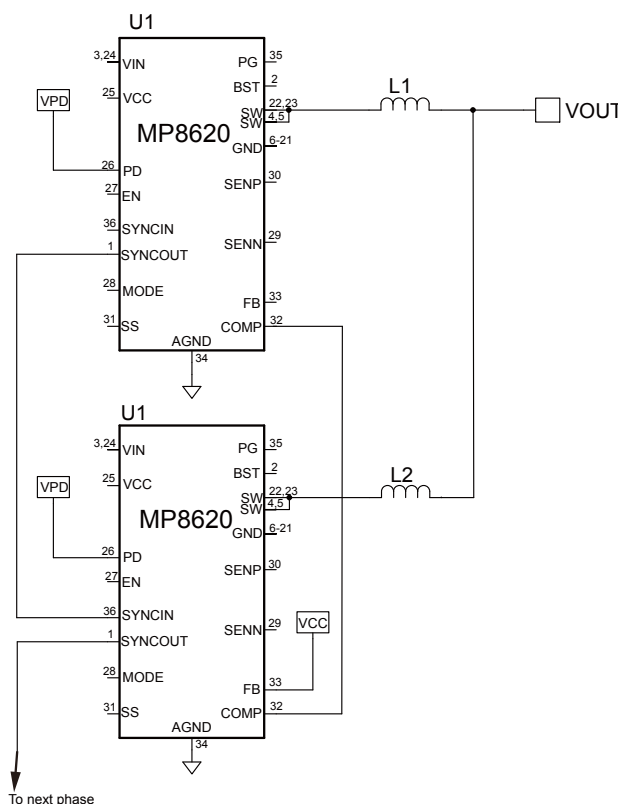 U1
3,24 VIN PG 35
BST 2
VPD 25 VCC L1
SW 22,23
SW 4,5 VOUT
MP8620
GND 6-21
26 PD SENP 30
27 EN
36 SYNCIN
1 SYNCOUT SENN 29
28 MODE
FB 33
31 SS COMP 32
AGND
34
U1
3,24 VIN PG 35
BST 2
VPD 25 VCC L2
SW 22,23
SW 4,5
MP8620
GND 6-21
26 PD SENP 30
27 EN
36 SYNCIN
1 SYNCOUT SENN 29 VCC
28 MODE
FB 33
31 SS COMP 32
AGND
34
To next phase